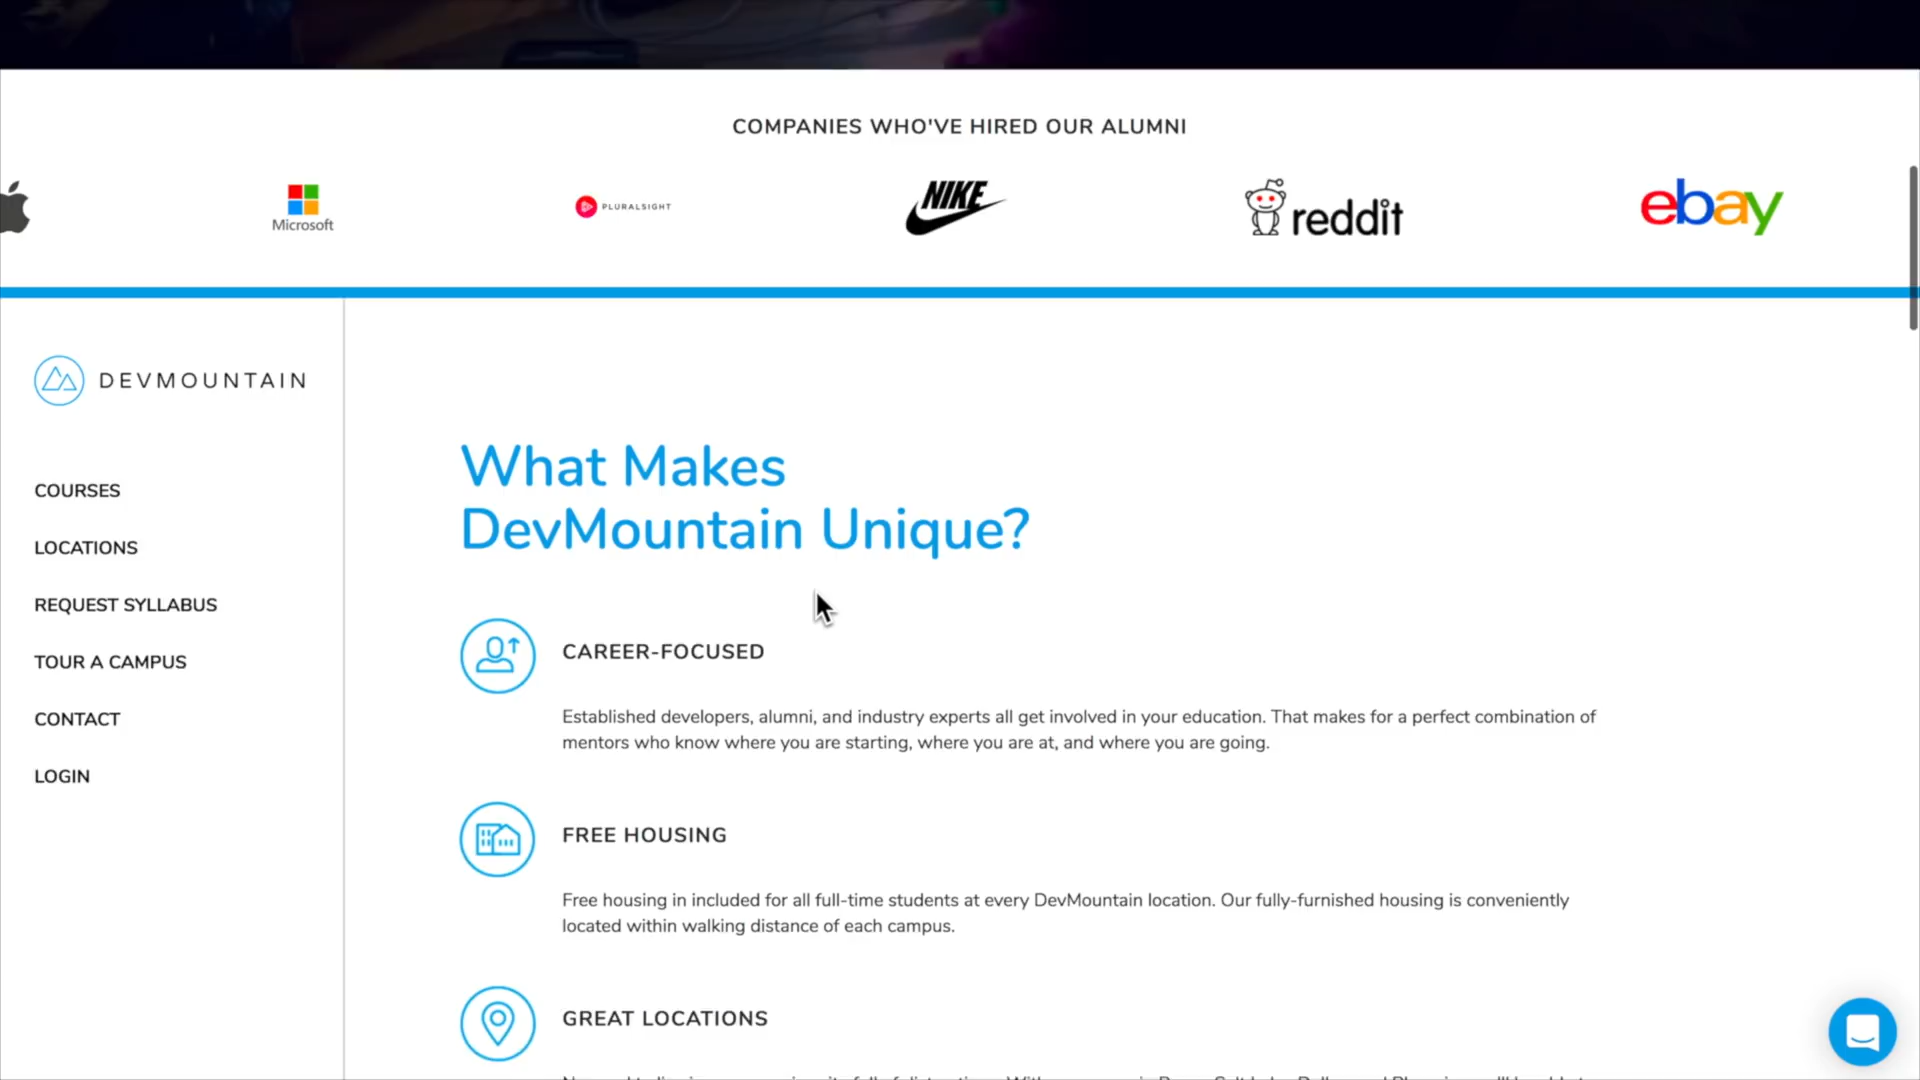 COMPANIES WHO'VE HIRED OUR ALUMNI
Microsoft
PLURALSIGHT
NIKE
reddit
ebay
DEVMOUNTAIN
COURSES
LOCATIONS
REQUEST SYLLABUS
TOUR A CAMPUS
CONTACT
LOGIN
What Makes
DevMountain Unique?
CAREER-FOCUSED
Established developers, alumni, and industry experts all get involved in your education. That makes for a perfect combination of
mentors who know where you are starting, where you are at, and where you are going.
FREE HOUSING
Free housing in included for all full-time students at every DevMountain location. Our fully-furnished housing is conveniently
located within walking distance of each campus.
GREAT LOCATIONS